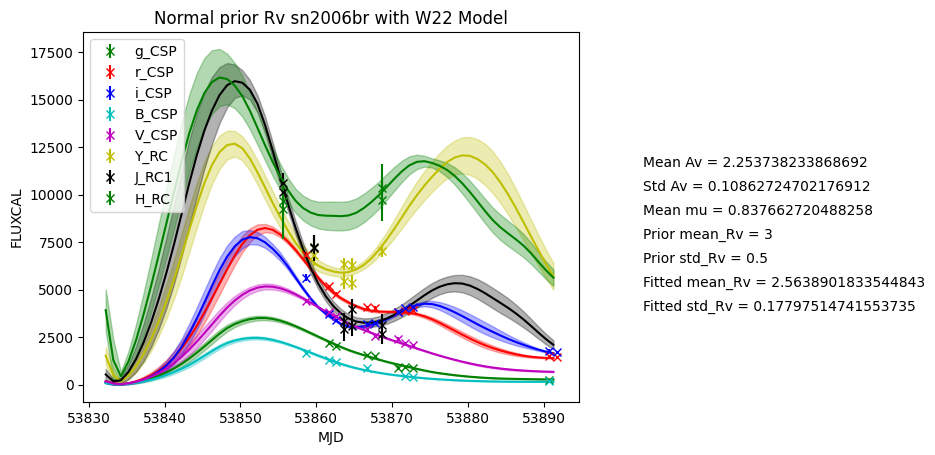 Normal prior Rv sn2006br with W22 Model
FLUXCAL
17500
15000
12500
10000
7500
5000
2500
0
g_CSP
r_CSP
i_CSP
B_CSP
V_CSP
Y_RC
J_RC1
H_RC
53830
53840
53850
53860
53870
53880
53890
MJD
Mean Av = 2.253738233868692
Std Av = 0.10862724702176912
Mean mu = 0.837662720488258
Prior mean_Rv = 3
Prior std_Rv = 0.5
Fitted mean_Rv = 2.5638901833544843
Fitted std_Rv = 0.17797514741553735